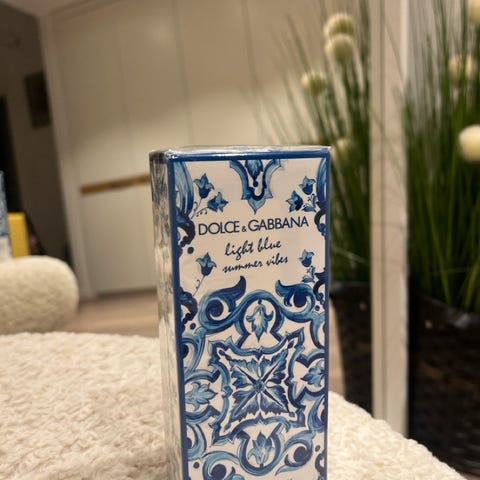 DOLCE & GABBANA
light blue
summer vibes